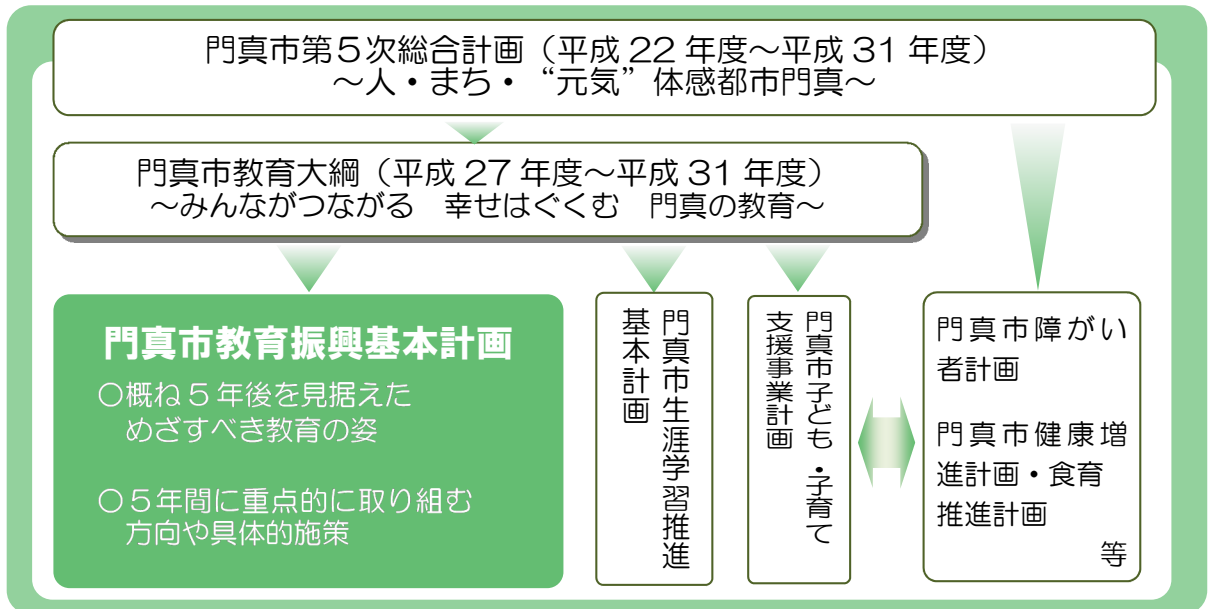 門真市第５次総合計画（平成 22 年度～平成 31 年度）
～人・まち・“元気”体感都市門真～
門真市教育大綱（平成 27 年度～平成 31 年度）
～みんながつながる　幸せはぐくむ　門真の教育～
門真市教育振興基本計画
○概ね５年後を見据えた
めざすべき教育の姿
○５年間に重点的に取り組む
方向や具体的施策
門真市生涯学習推進
基本計画
門真市子ども・子育て
支援事業計画
門真市障がい
者計画
門真市健康増
進計画・食育
推進計画
等